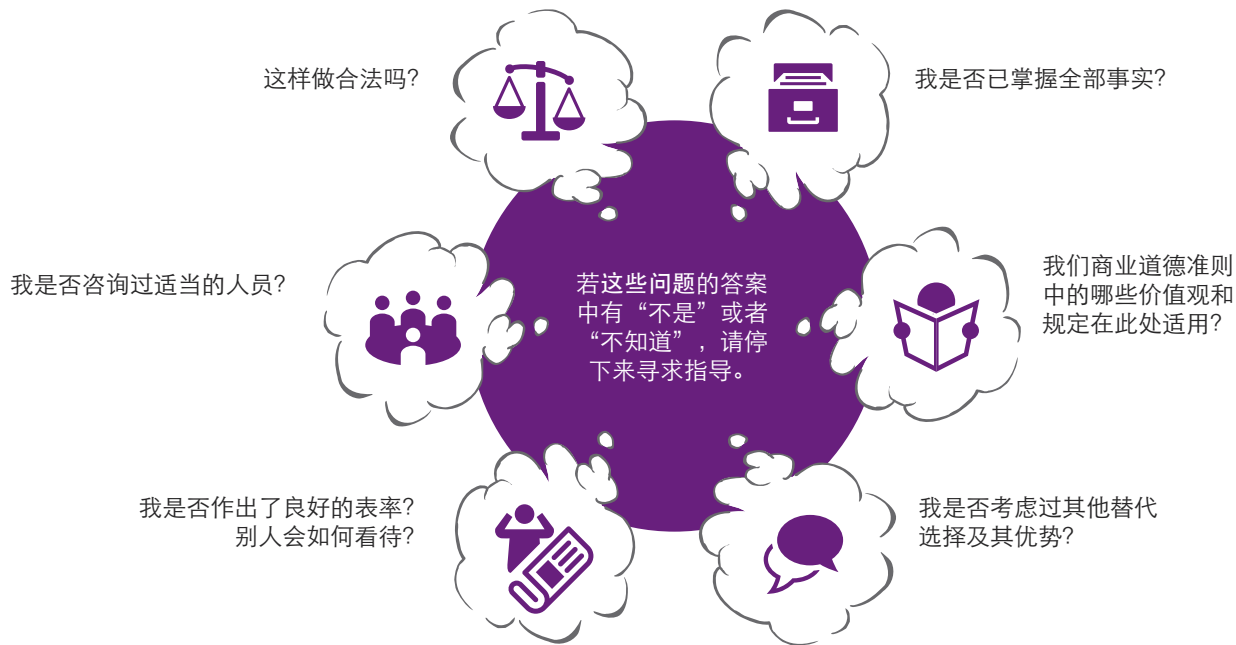 这样做合法吗?
我是否已掌握全部事实?
我是否咨询过适当的人员?
我们商业道德准则
中的哪些价值观和
规定在此处适用?
若这些问题的答案
中有“不是”或者
“不知道”，请停
下来寻求指导。
我是否作出了良好的表率?
别人会如何看待?
我是否考虑过其他替代
选择及其优势?